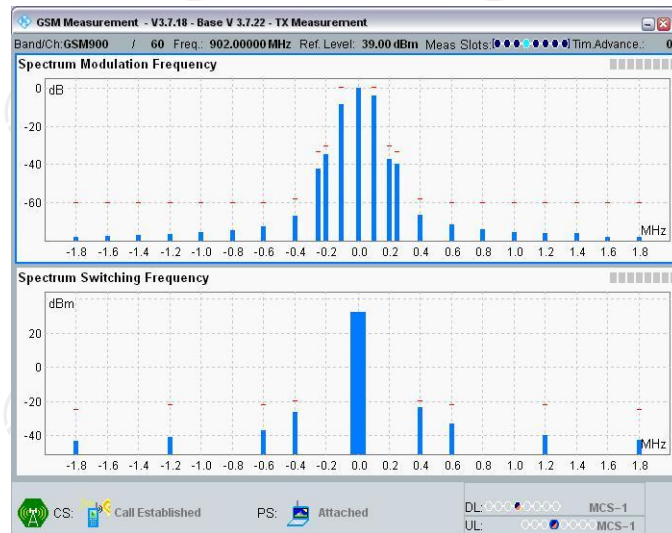 GSM Measurement - V3.7.18 - Base V 3.7.22 - TX Measurement
Band/Ch:GSM900 / 60 Freq.: 902.00000 MHz Ref. Level: 39.00 dBm Meas Slots: Tim.Advance.: 0
Spectrum Modulation Frequency
dB
0
-20
-40
-60
MHz
-1.8 -1.6 -1.4 -1.2 -1.0 -0.8 -0.6 -0.4 -0.2 0.0 0.2 0.4 0.6 0.8 1.0 1.2 1.4 1.6 1.8
Spectrum Switching Frequency
dBm
20
0
-20
-40
MHz
-1.8 -1.6 -1.4 -1.2 -1.0 -0.8 -0.6 -0.4 -0.2 0.0 0.2 0.4 0.6 0.8 1.0 1.2 1.4 1.6 1.8
CS: Call Established PS: Attached
DL: MCS-1
UL: MCS-1